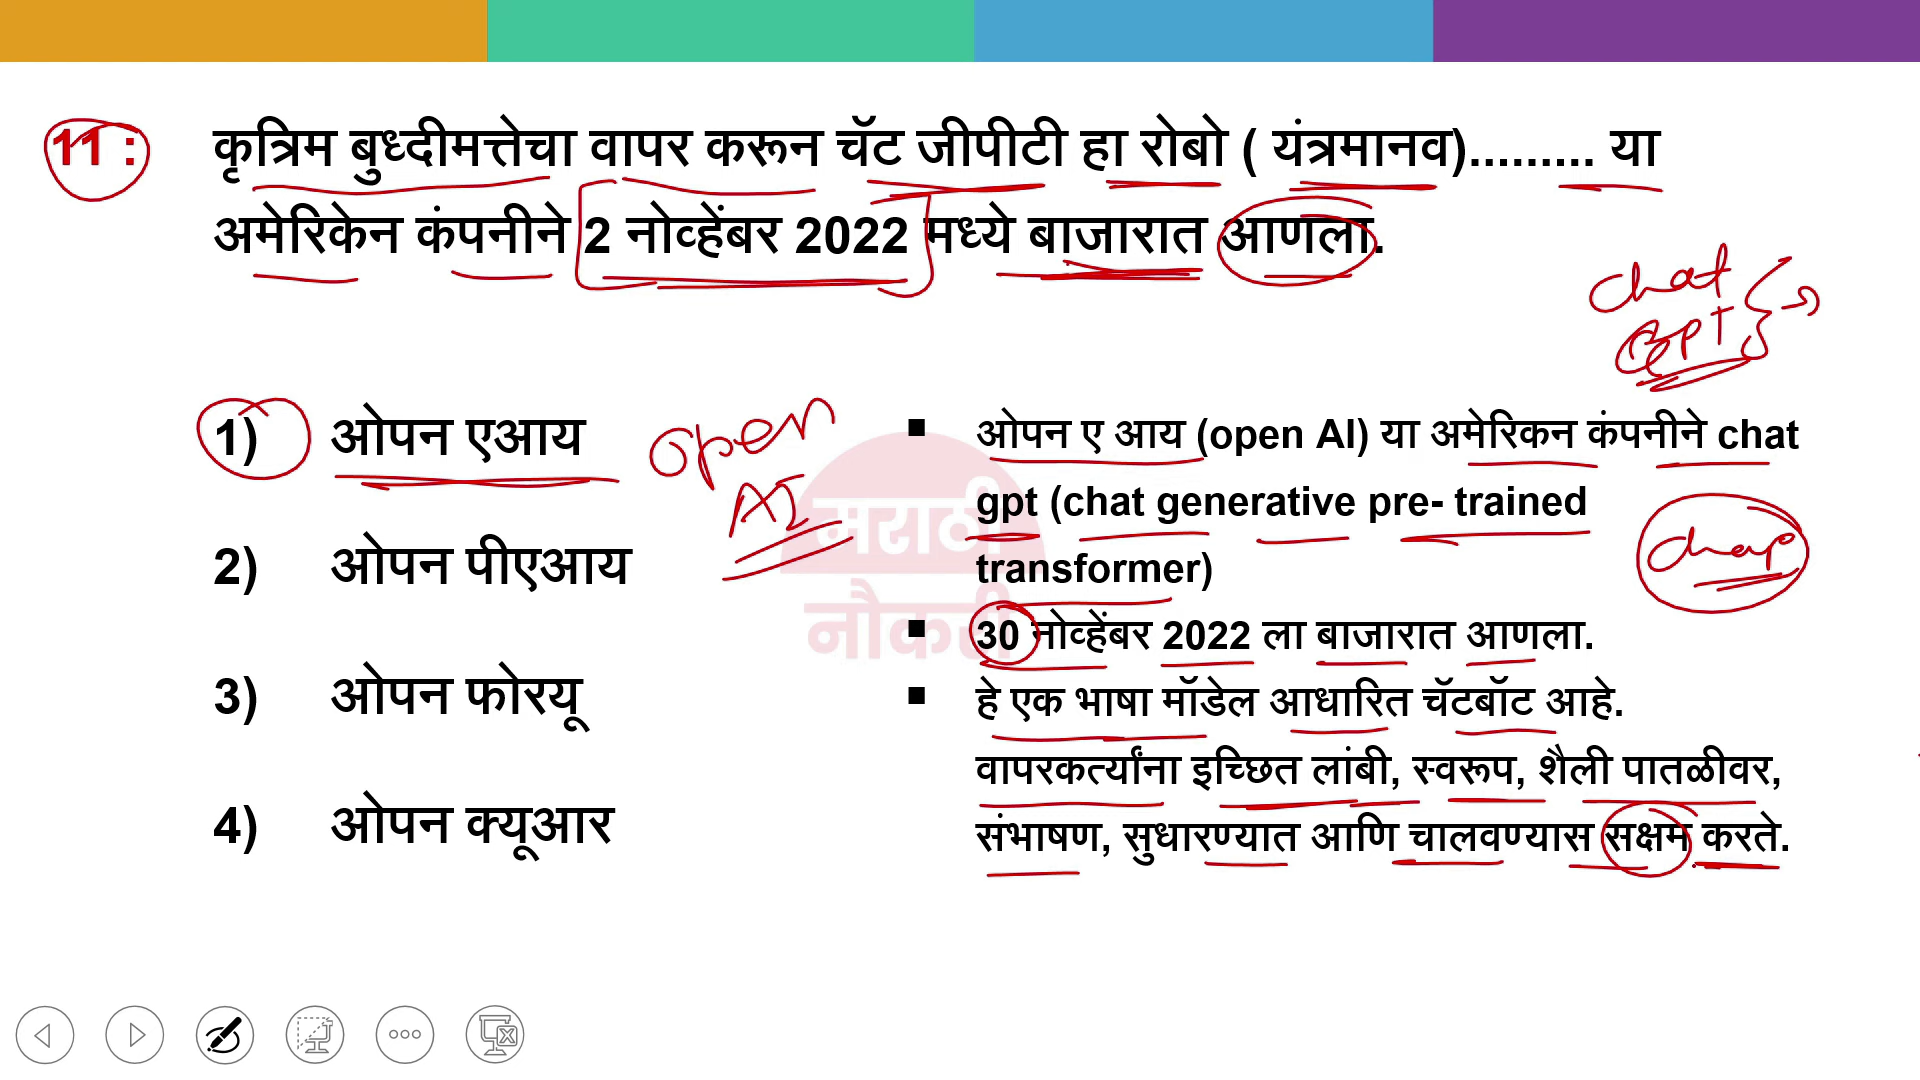 11 : कृत्रिम बुध्दीमत्तेचा वापर करून चॅट जीपीटी हा रोबो ( यंत्रमानव)......... या
अमेरिकेन कंपनीने 2 नोव्हेंबर 2022 मध्ये बाजारात आणला.
chat
GPT
1) ओपन एआय
open
AI
2) ओपन पीएआय
3) ओपन फोरयू
4) ओपन क्यूआर
▪ ओपन ए आय (open AI) या अमेरिकन कंपनीने chat
gpt (chat generative pre- trained
transformer)
▪ 30 नोव्हेंबर 2022 ला बाजारात आणला.
▪ हे एक भाषा मॉडेल आधारित चॅटबॉट आहे.
वापरकर्त्यांना इच्छित लांबी, स्वरूप, शैली पातळीवर,
संभाषण, सुधारण्यात आणि चालवण्यास सक्षम करते.
मराठी
नौकरी